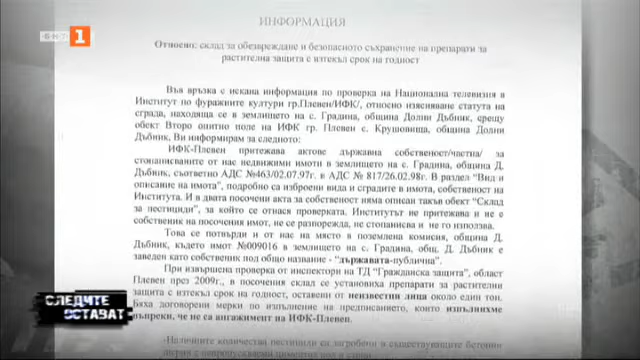 БНТ 1
ИНФОРМАЦИЯ
Относно: склад за обезвреждане и безопасното съхранение на препарати за
растителна защита с изтекъл срок на годност
Във връзка с искана информация по проверка на Национална телевизия в
Институт по фуражните култури гр.Плевен/ИФК/, относно изясняване статута на
сграда, находяща се в землището на с. Градина, община Долни Дъбник, срещу
обект Второ опитно поле на ИФК гр. Плевен с. Крушовица, община Долни
Дъбник, Ви информирам за следното:
ИФК-Плевен притежава актове държавна собственост/частна/ за
стопанисваните от нас недвижими имоти в землището на с. Градина, община Д.
Дъбник, съответно АДС №463/02.07.97г. и АДС № 817/26.02.98г. В раздел "Вид и
описание на имота", подробно са изброени вида и сградите в имота, собственост на
Института. И в двата посочени акта за собственост няма описан такъв обект "Склад
за пестициди", за който се отнася проверката. Институтът не притежава и не е
собственик на посочения имот, не се разпорежда, не стопанисва и не го използва.
Това се потвърди и от нас на място в поземлена комисия, община Д.
Дъбник, където имот №009016 в землището на с. Градина, общ. Д. Дъбник е
заведен като собственик под общо название - "държавата-публична".
При извършена проверка от инспектори на ТД "Гражданска защита", област
Плевен през 2009г., в посочения склад се установиха препарати за растителни
защита с изтекъл срок на годност, оставени от неизвестни лица около един тон.
Бяха договорени мерки по изпълнение на предписанието, които изпълнихме
въпреки, че не са ангажимент на ИФК-Плевен.
Наличните количества пестициди са загробени в съществуващите бетонни
СЛЕДИТЕ
ОСТАВАТ